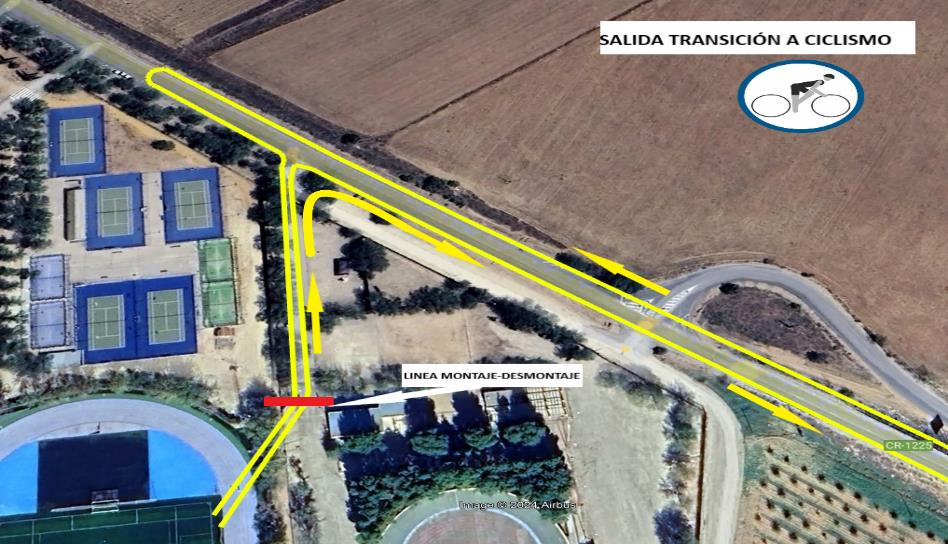 SALIDA TRANSICIÓN A CICLISMO
LINEA MONTAJE-DESMONTAJE
CR-1225
Image © 2024 Airbus